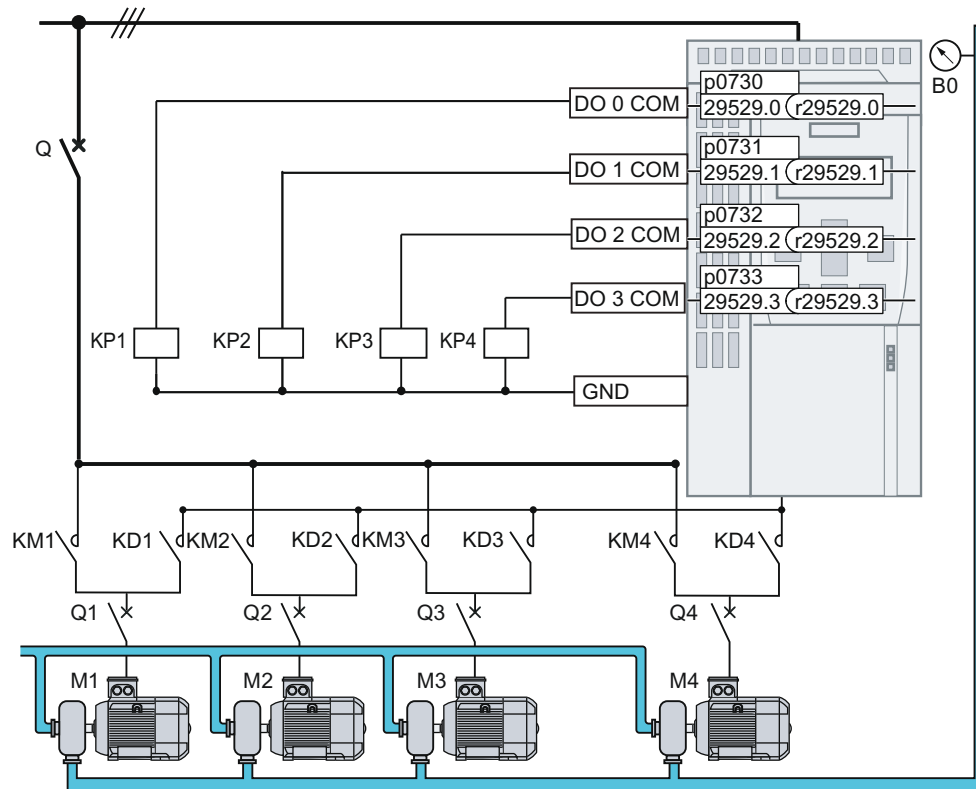 B0
DO 0 COM
p0730
29529.0
r29529.0
Q
DO 1 COM
p0731
29529.1
r29529.1
DO 2 COM
p0732
29529.2
r29529.2
DO 3 COM
p0733
29529.3
r29529.3
KP1
KP2
KP3
KP4
GND
KM1
KD1
KM2
KD2
KM3
KD3
KM4
KD4
Q1
Q2
Q3
Q4
M1
M2
M3
M4